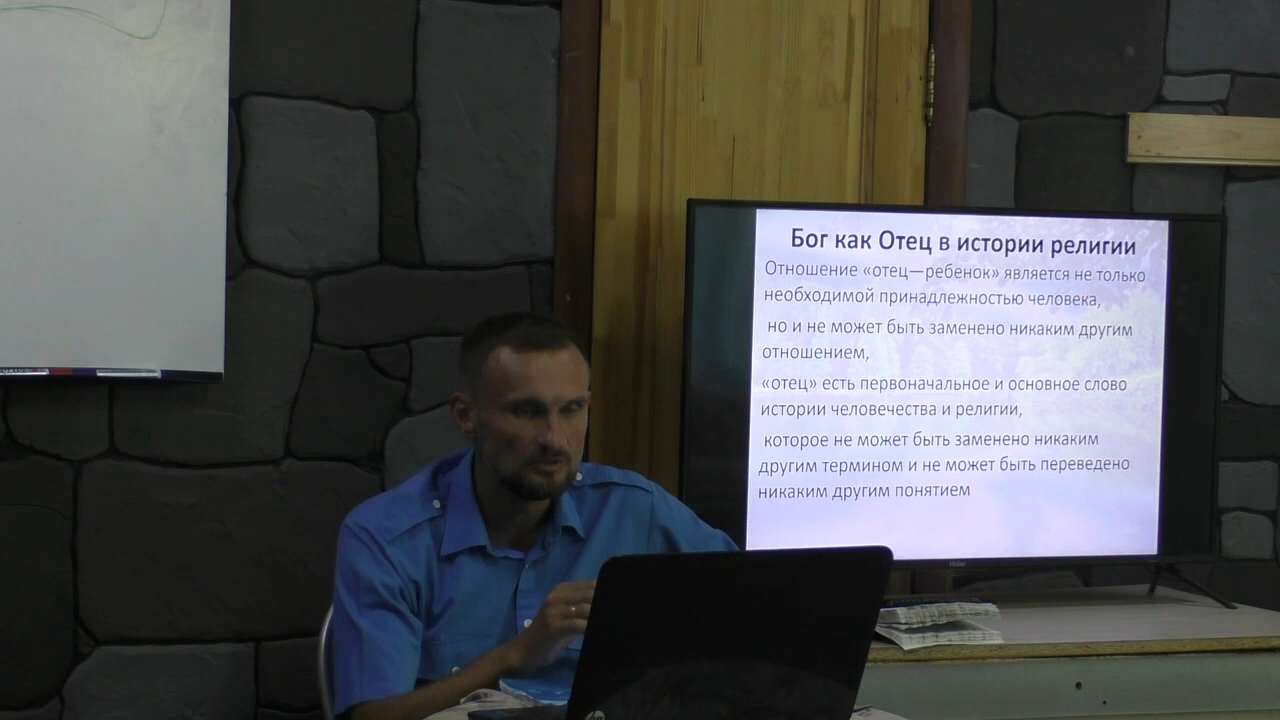 Бог как Отец в истории религии
Отношение «отец—ребенок» является не только
необходимой принадлежностью человека,
но и не может быть заменено никаким другим
отношением,
«отец» есть первоначальное и основное слово
истории человечества и религии,
которое не может быть заменено никаким
другим термином и не может быть переведено
никаким другим понятием
Haier
hp